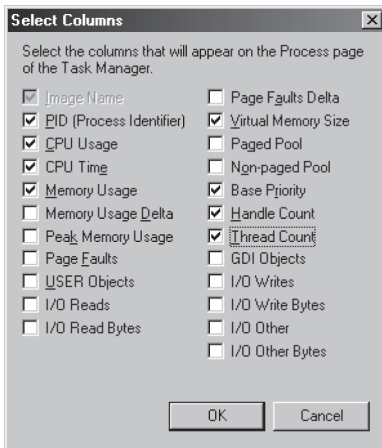 Select Columns
Select the columns that will appear on the Process page
of the Task Manager.
Image Name
PID (Process Identifier)
CPU Usage
CPU Time
Memory Usage
Memory Usage Delta
Peak Memory Usage
Page Faults
USER Objects
I/O Reads
I/O Read Bytes
Page Faults Delta
Virtual Memory Size
Paged Pool
Non-paged Pool
Base Priority
Handle Count
Thread Count
GDI Objects
I/O Writes
I/O Write Bytes
I/O Other
I/O Other Bytes
OK
Cancel